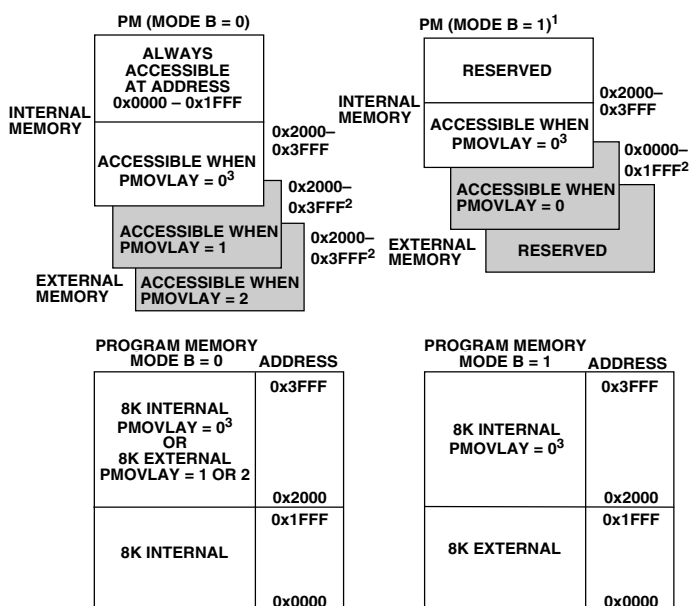 PM (MODE B = 0)
ALWAYS
ACCESSIBLE
AT ADDRESS
0x0000 – 0x1FFF
INTERNAL
MEMORY
0x2000–
0x3FFF
ACCESSIBLE WHEN
PMOVLAY = 0³
0x2000–
0x3FFF²
ACCESSIBLE WHEN
PMOVLAY = 1
0x2000–
0x3FFF²
EXTERNAL
MEMORY
ACCESSIBLE WHEN
PMOVLAY = 2
PM (MODE B = 1)¹
RESERVED
INTERNAL
MEMORY
0x2000–
0x3FFF
ACCESSIBLE WHEN
PMOVLAY = 0³
0x0000–
0x1FFF²
ACCESSIBLE WHEN
PMOVLAY = 0
EXTERNAL
MEMORY
RESERVED
PROGRAM MEMORY
MODE B = 0
ADDRESS
0x3FFF
8K INTERNAL
PMOVLAY = 0³
OR
8K EXTERNAL
PMOVLAY = 1 OR 2
0x2000
0x1FFF
8K INTERNAL
0x0000
PROGRAM MEMORY
MODE B = 1
ADDRESS
0x3FFF
8K INTERNAL
PMOVLAY = 0³
0x2000
0x1FFF
8K EXTERNAL
0x0000